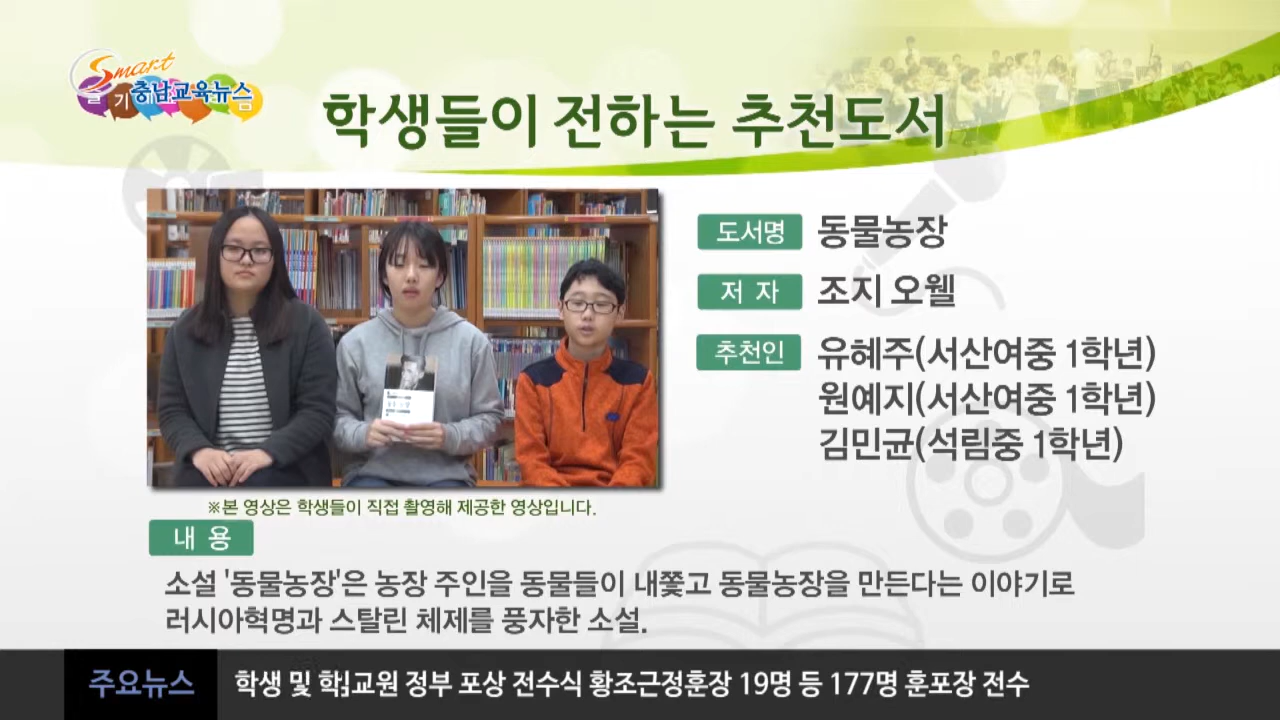 Smart
충남교육뉴스
학생들이 전하는 추천도서
도서명 동물농장
저 자 조지 오웰
추천인 유혜주(서산여중 1학년)
원예지(서산여중 1학년)
김민균(석림중 1학년)
※본 영상은 학생들이 직접 촬영해 제공한 영상입니다.
내 용
소설 '동물농장'은 농장 주인을 동물들이 내쫓고 동물농장을 만든다는 이야기로
러시아혁명과 스탈린 체제를 풍자한 소설.
주요뉴스 학생 및 교원 정부 포상 전수식 황조근정훈장 19명 등 177명 훈포장 전수